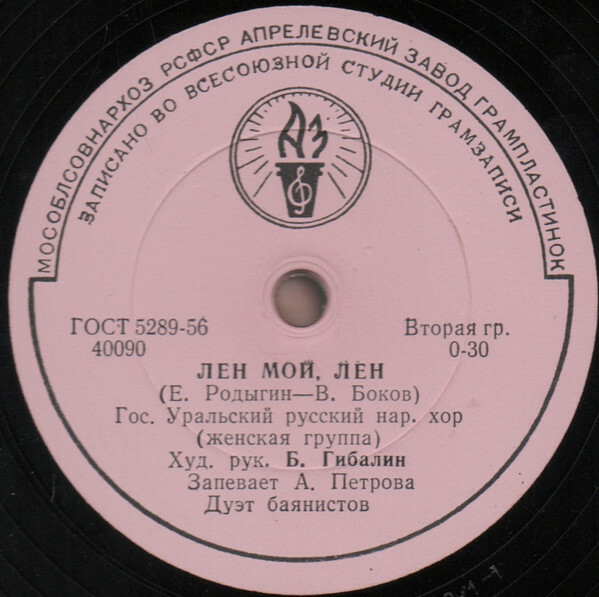 МОСОБЛСОВНАРХОЗ РСФСР АПРЕЛЕВСКИЙ ЗАВОД ГРАМПЛАСТИНОК
ЗАПИСАНО ВО ВСЕСОЮЗНОЙ СТУДИИ ГРАМЗАПИСИ
АЗ
ГОСТ 5289-56
40090
Вторая гр.
0-30
ЛЕН МОЙ, ЛЕН
(Е. Родыгин—В. Боков)
Гос. Уральский русский нар. хор
(женская группа)
Худ. рук. Б. Гибалин
Запевает А. Петрова
Дуэт баянистов